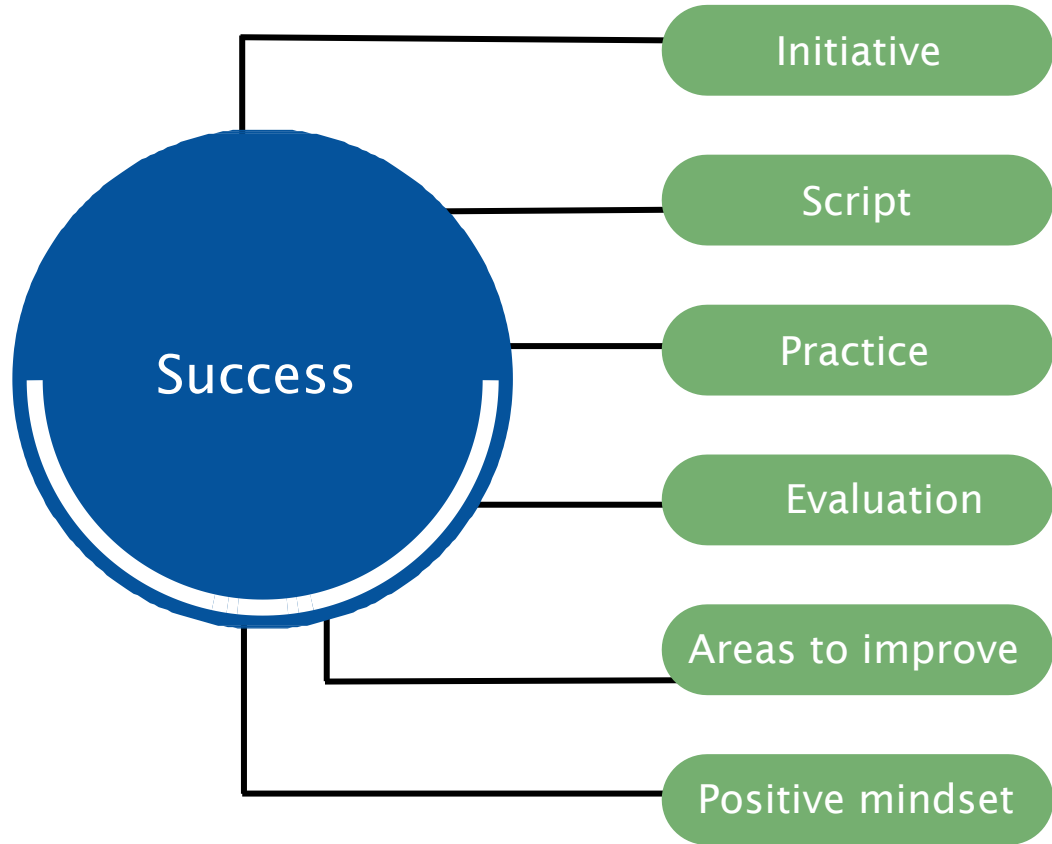 Success
Initiative
Script
Practice
Evaluation
Areas to improve
Positive mindset